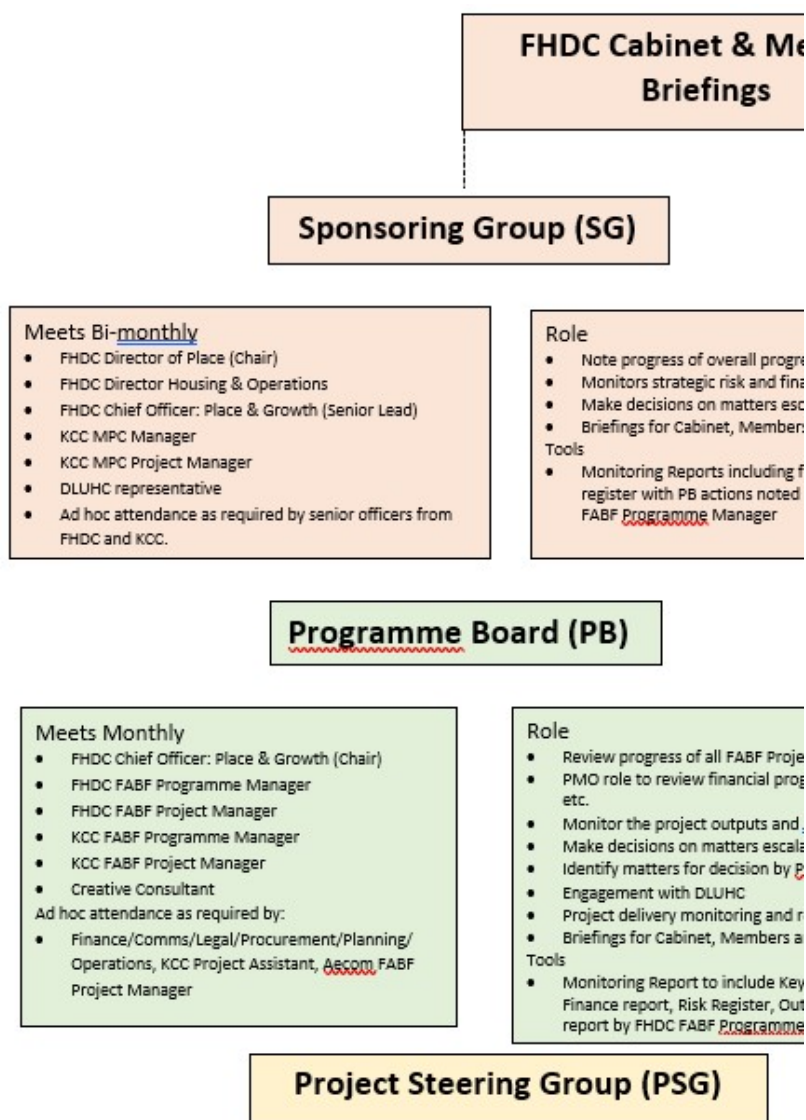 FHDC Cabinet & Me
Briefings
Sponsoring Group (SG)
Meets Bi-monthly
• FHDC Director of Place (Chair)
• FHDC Director Housing & Operations
• FHDC Chief Officer: Place & Growth (Senior Lead)
• KCC MPC Manager
• KCC MPC Project Manager
• DLUHC representative
• Ad hoc attendance as required by senior officers from
FHDC and KCC.
Role
• Note progress of overall progre
• Monitors strategic risk and fina
• Make decisions on matters esc
• Briefings for Cabinet, Members
Tools
• Monitoring Reports including f
register with PB actions noted
FABF Programme Manager
Programme Board (PB)
Meets Monthly
• FHDC Chief Officer: Place & Growth (Chair)
• FHDC FABF Programme Manager
• FHDC FABF Project Manager
• KCC FABF Programme Manager
• KCC FABF Project Manager
• Creative Consultant
Ad hoc attendance as required by:
• Finance/Comms/Legal/Procurement/Planning/
Operations, KCC Project Assistant, Aecom FABF
Project Manager
Role
• Review progress of all FABF Proje
• PMO role to review financial prog
etc.
• Monitor the project outputs and
• Make decisions on matters escala
• Identify matters for decision by P
• Engagement with DLUHC
• Project delivery monitoring and r
• Briefings for Cabinet, Members a
Tools
• Monitoring Report to include Key
Finance report, Risk Register, Out
report by FHDC FABF Programme
Project Steering Group (PSG)